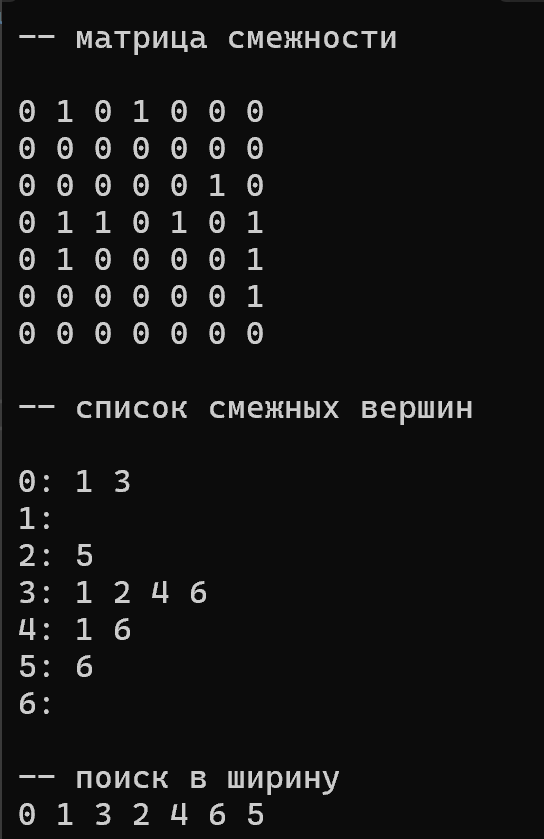 -- матрица смежности
0 1 0 1 0 0 0
0 0 0 0 0 0 0
0 0 0 0 0 1 0
0 1 1 0 1 0 1
0 1 0 0 0 0 1
0 0 0 0 0 0 1
0 0 0 0 0 0 0
-- список смежных вершин
0: 1 3
1:
2: 5
3: 1 2 4 6
4: 1 6
5: 6
6:
-- поиск в ширину
0 1 3 2 4 6 5